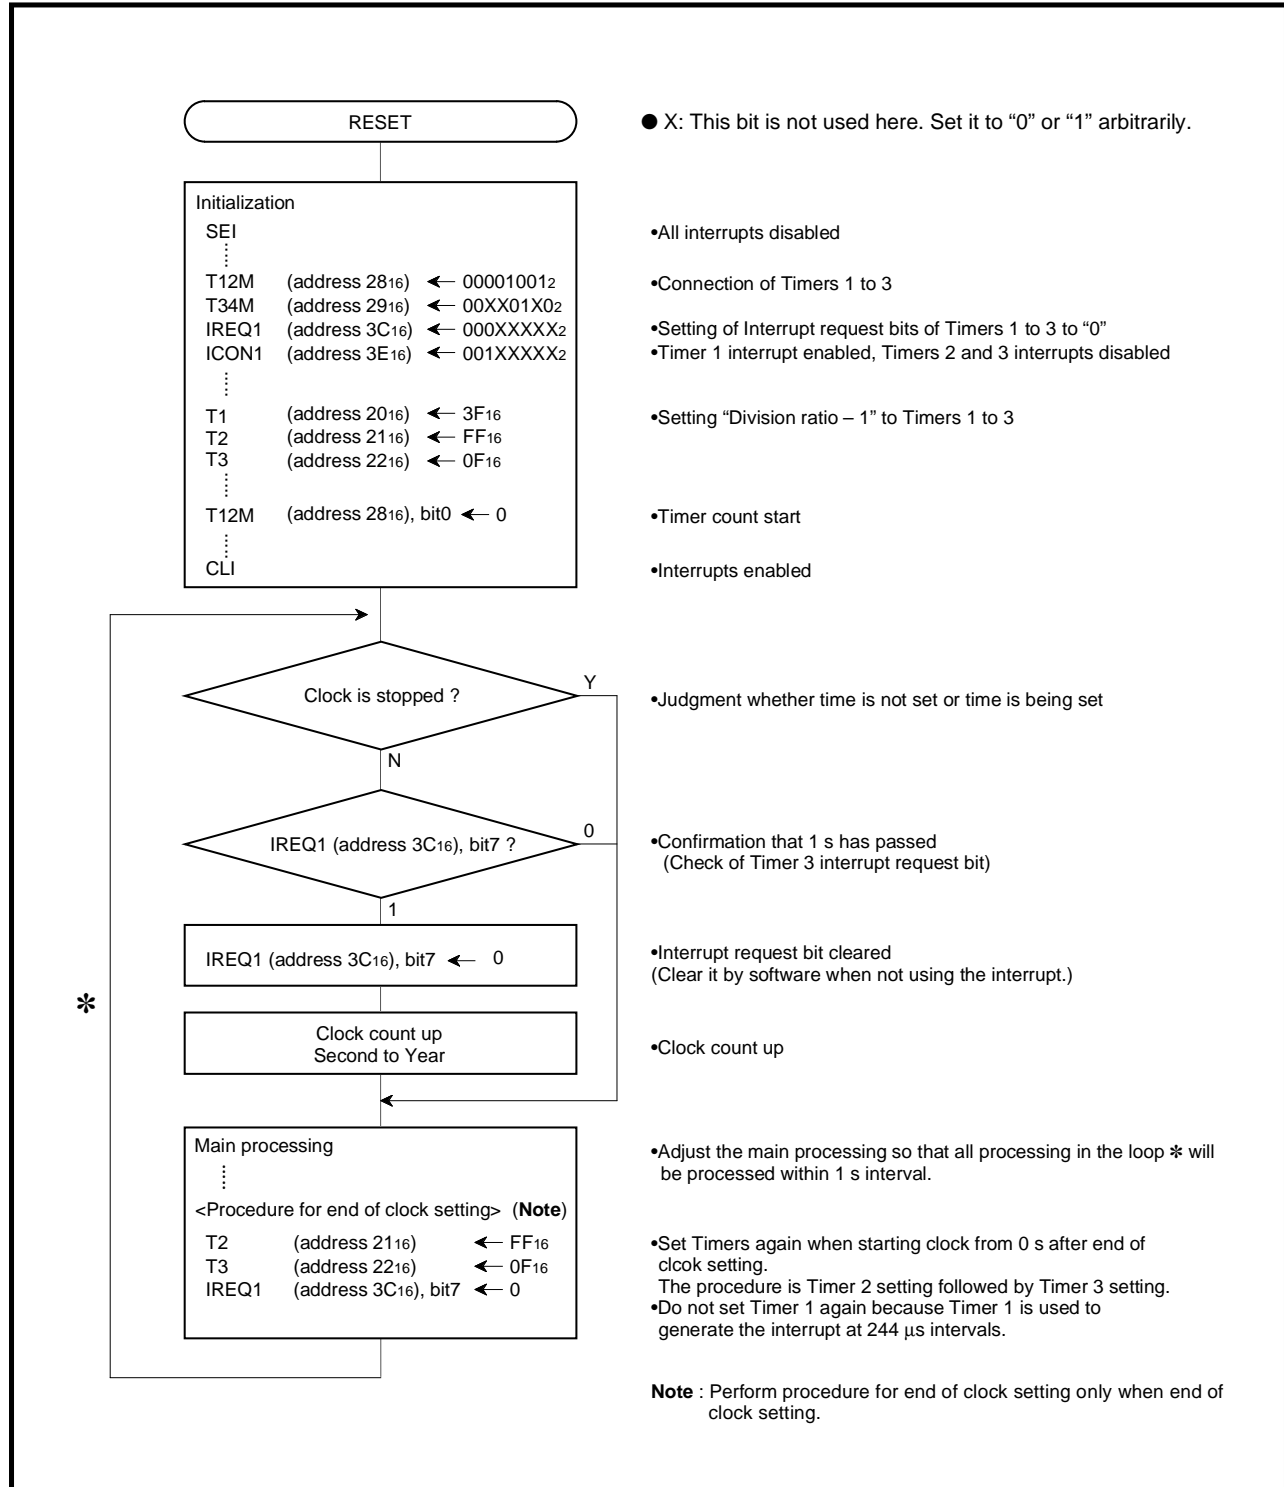 RESET
● X: This bit is not used here. Set it to “0” or “1” arbitrarily.
Initialization
SEI •All interrupts disabled
T12M (address 2816) ← 000010012 •Connection of Timers 1 to 3
T34M (address 2916) ← 00XX01X02
IREQ1 (address 3C16) ← 000XXXXX2 •Setting of Interrupt request bits of Timers 1 to 3 to “0”
ICON1 (address 3E16) ← 001XXXXX2 •Timer 1 interrupt enabled, Timers 2 and 3 interrupts disabled
T1 (address 2016) ← 3F16 •Setting “Division ratio – 1” to Timers 1 to 3
T2 (address 2116) ← FF16
T3 (address 2216) ← 0F16
T12M (address 2816), bit0 ← 0 •Timer count start
CLI •Interrupts enabled
Clock is stopped ? Y •Judgment whether time is not set or time is being set
N
IREQ1 (address 3C16), bit7 ? 0 •Confirmation that 1 s has passed
(Check of Timer 3 interrupt request bit)
1
IREQ1 (address 3C16), bit7 ← 0 •Interrupt request bit cleared
(Clear it by software when not using the interrupt.)
✻
Clock count up
Second to Year •Clock count up
Main processing •Adjust the main processing so that all processing in the loop ✻ will
be processed within 1 s interval.
<Procedure for end of clock setting> (Note)
T2 (address 2116) ← FF16 •Set Timers again when starting clock from 0 s after end of
T3 (address 2216) ← 0F16 clcok setting.
IREQ1 (address 3C16), bit7 ← 0 The procedure is Timer 2 setting followed by Timer 3 setting.
•Do not set Timer 1 again because Timer 1 is used to
generate the interrupt at 244 µs intervals.
Note : Perform procedure for end of clock setting only when end of
clock setting.